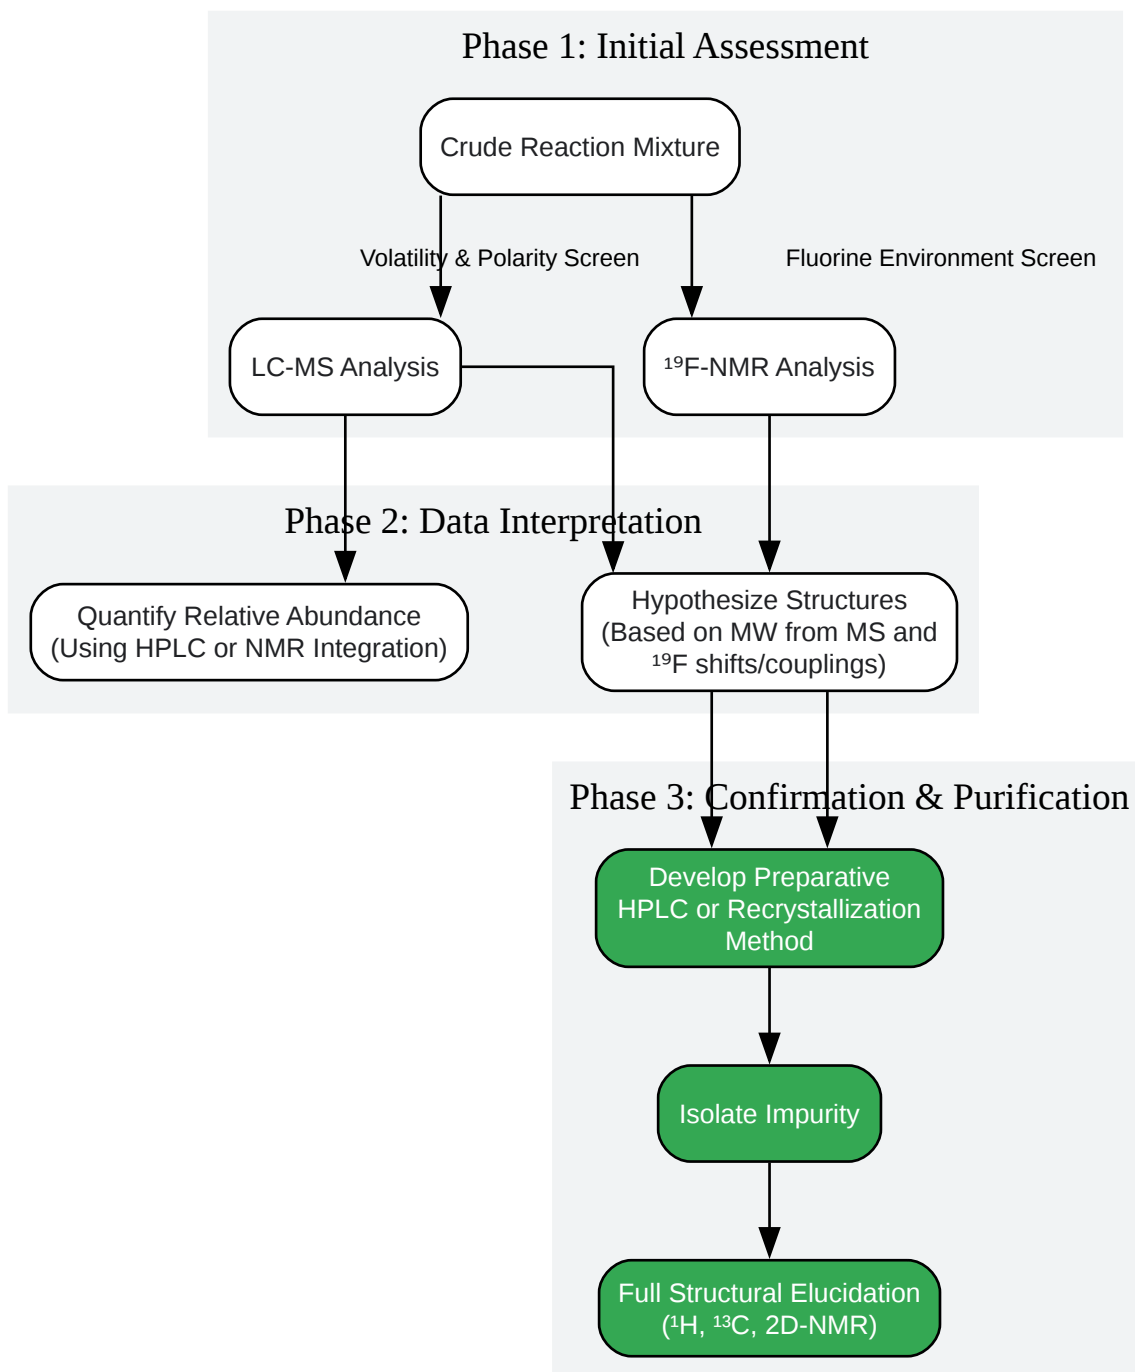 Phase 1: Initial Assessment
Crude Reaction Mixture
Volatility & Polarity Screen
Fluorine Environment Screen
LC-MS Analysis
¹⁹F-NMR Analysis
Phase 2: Data Interpretation
Quantify Relative Abundance
(Using HPLC or NMR Integration)
Hypothesize Structures
(Based on MW from MS and
¹⁹F shifts/couplings)
Phase 3: Confirmation & Purification
Develop Preparative
HPLC or Recrystallization
Method
Isolate Impurity
Full Structural Elucidation
(¹H, ¹³C, 2D-NMR)